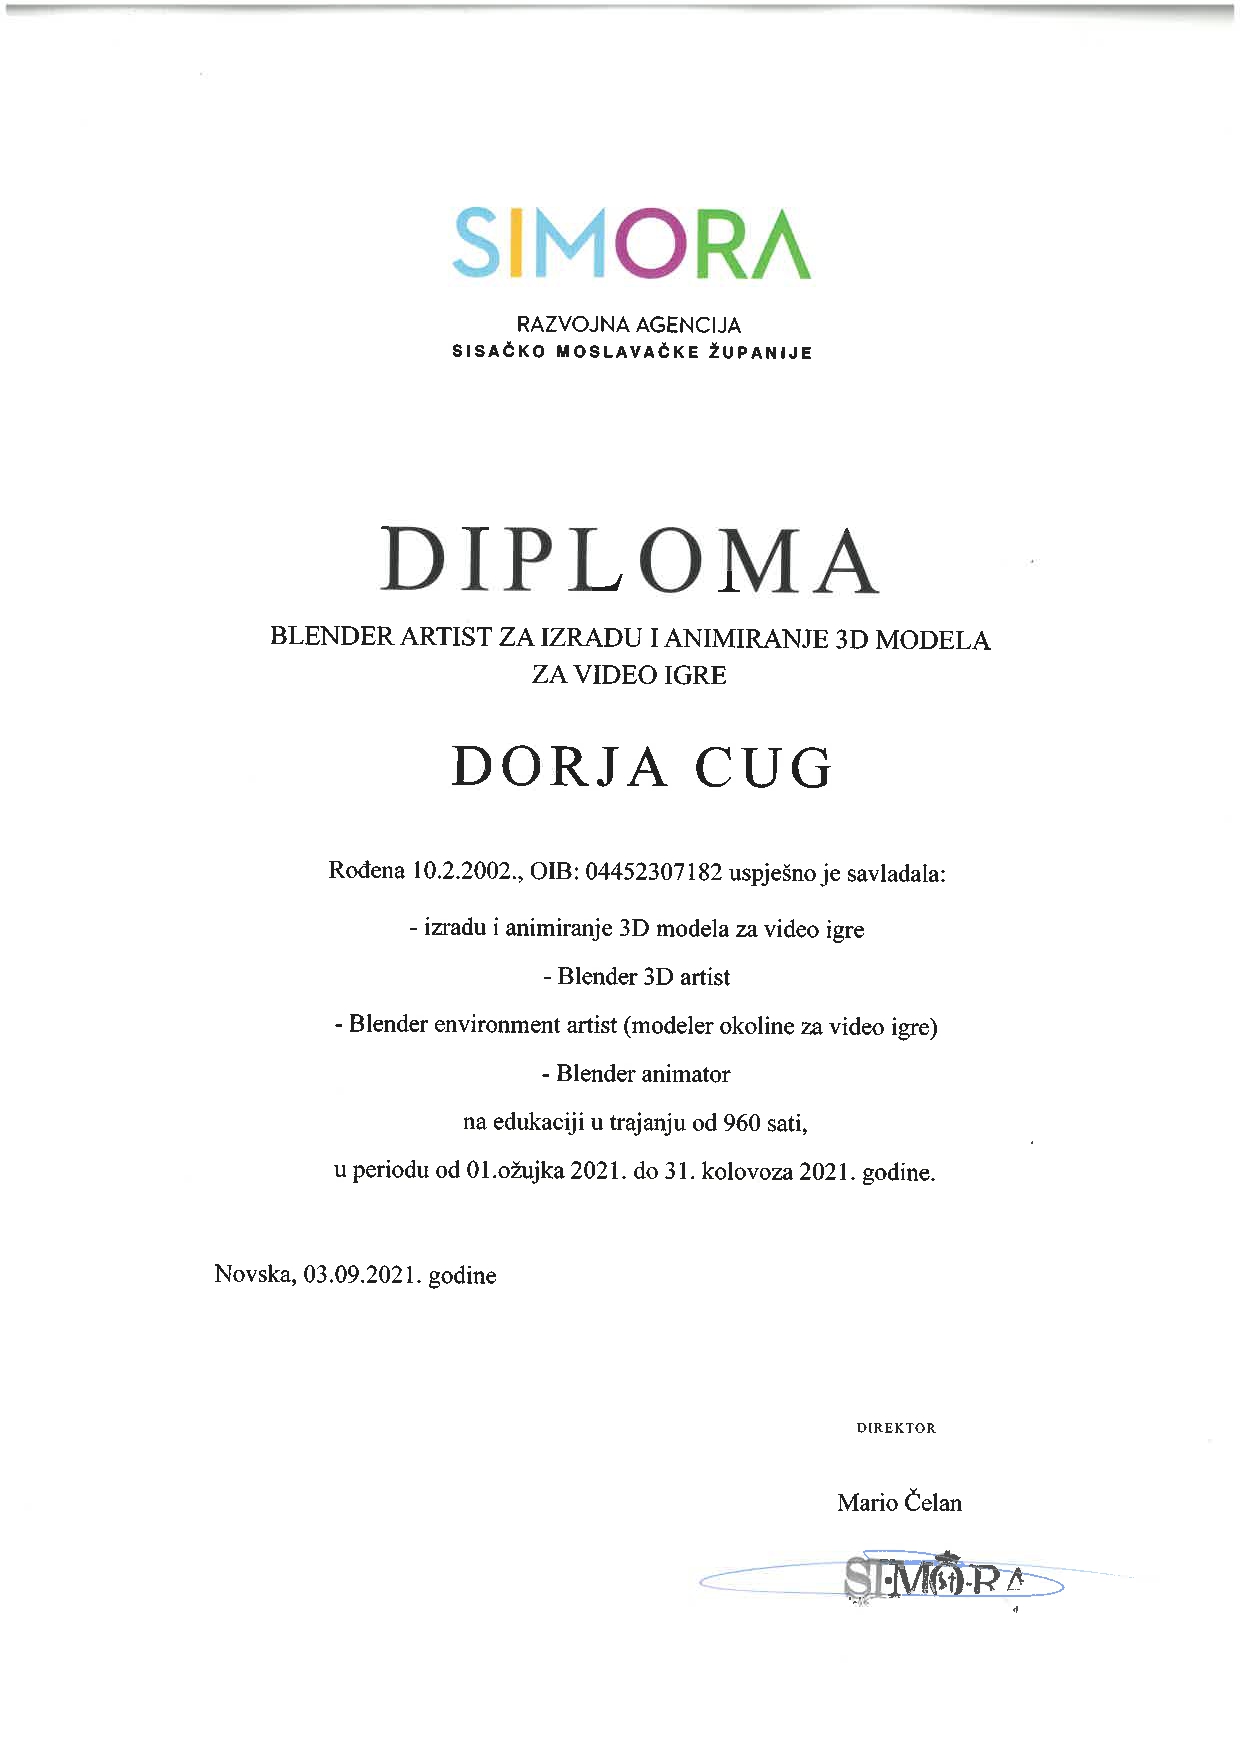 SIMORA
RAZVOJNA AGENCIJA
SISAČKO MOSLAVAČKE ŽUPANIJE
DIPLOMA
BLENDER ARTIST ZA IZRADU I ANIMIRANJE 3D MODELA
ZA VIDEO IGRE
DORJA CUG
Rođena 10.2.2002., OIB: 04452307182 uspješno je savladala:
- izradu i animiranje 3D modela za video igre
- Blender 3D artist
- Blender environment artist (modeler okoline za video igre)
- Blender animator
na edukaciji u trajanju od 960 sati,
u periodu od 01.ožujka 2021. do 31. kolovoza 2021. godine.
Novska, 03.09.2021. godine
DIREKTOR
Mario Čelan
SIMORA